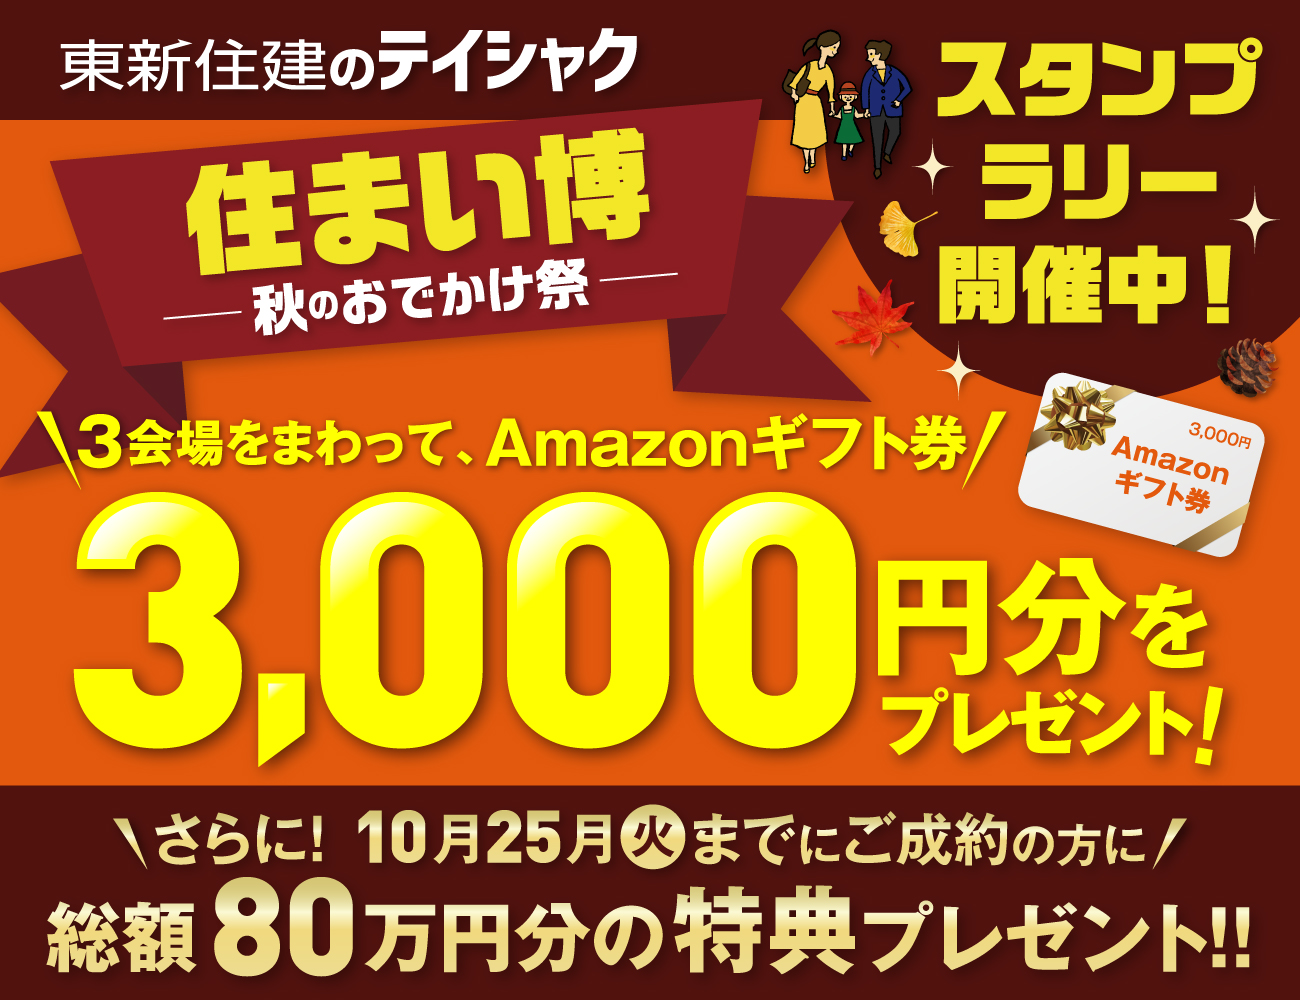 東新住建のテイシャク
住まい博
秋のおでかけ祭
スタンプ
ラリー
開催中!
3会場をまわって、Amazonギフト券
3,000円
Amazon
ギフト券
3,000円分を
プレゼント!
さらに! 10月25月火までにご成約の方に
総額80万円分の特典プレゼント!!